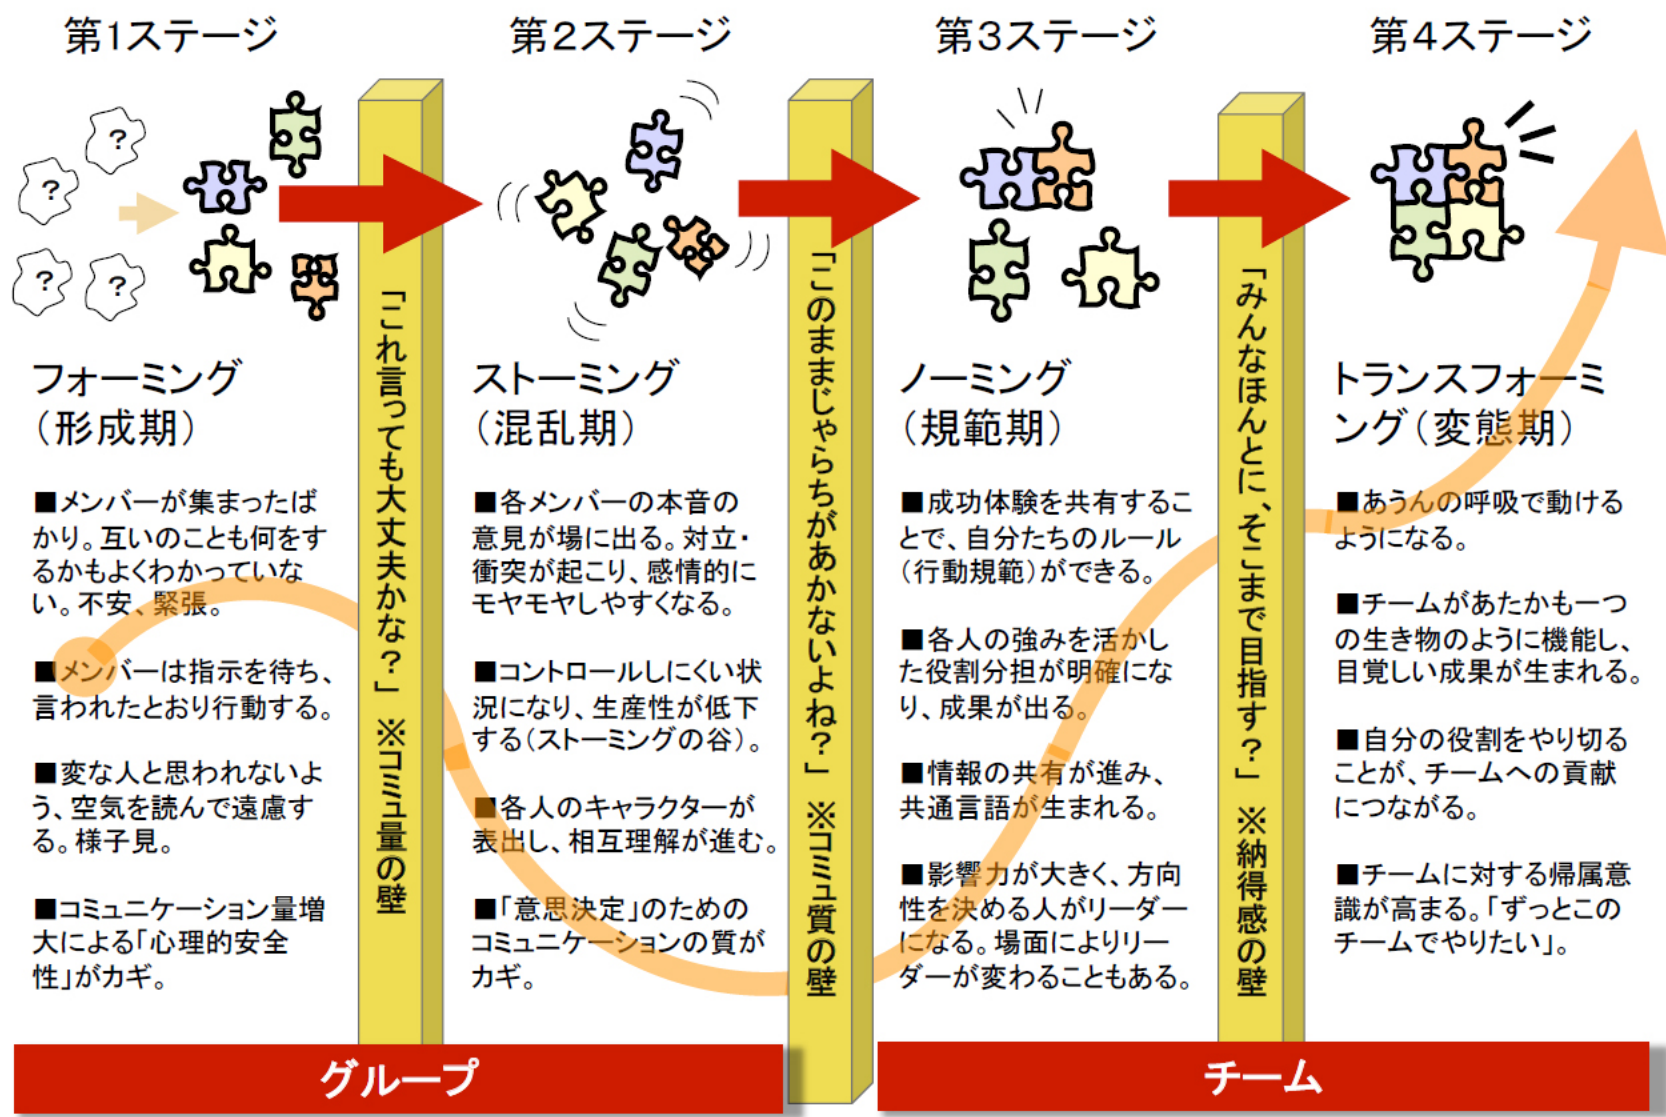 第1ステージ
?
?
?
?
フォーミング
（形成期）
■メンバーが集まったば
かり。互いのことも何をす
るかもよくわかっていな
い。不安、緊張。
■メンバーは指示を待ち、
言われたとおり行動する。
■変な人と思われないよ
う、空気を読んで遠慮す
る。様子見。
■コミュニケーション量増
大による「心理的安全
性」がカギ。
「これ言っても大丈夫かな？」 ※コミュ量の壁
第2ステージ
ストーミング
（混乱期）
■各メンバーの本音の
意見が場に出る。対立・
衝突が起こり、感情的に
モヤモヤしやすくなる。
■コントロールしにくい状
況になり、生産性が低下
する（ストーミングの谷）。
■各人のキャラクターが
表出し、相互理解が進む。
■「意思決定」のための
コミュニケーションの質が
カギ。
「このままじゃらちがあかないよね？」 ※コミュ質の壁
第3ステージ
ノーミング
（規範期）
■成功体験を共有するこ
とで、自分たちのルール
（行動規範）ができる。
■各人の強みを活かし
た役割分担が明確にな
り、成果が出る。
■情報の共有が進み、
共通言語が生まれる。
■影響力が大きく、方向
性を決める人がリーダー
になる。場面によりリー
ダーが変わることもある。
「みんなほんとに、そこまで目指す？」 ※納得感の壁
第4ステージ
トランスフォーミ
ング（変態期）
■あうんの呼吸で動ける
ようになる。
■チームがあたかも一つ
の生き物のように機能し、
目覚しい成果が生まれる。
■自分の役割をやり切る
ことが、チームへの貢献
につながる。
■チームに対する帰属意
識が高まる。「ずっとこの
チームでやりたい」。
グループ
チーム